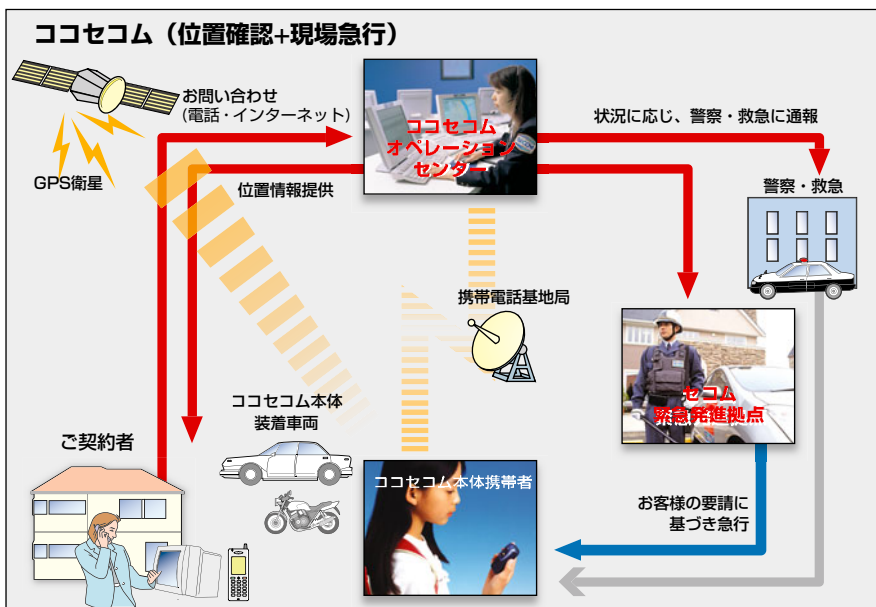 ココセコム（位置確認+現場急行）
お問い合わせ
（電話・インターネット）
GPS衛星
位置情報提供
ココセコム
オペレーション
センター
状況に応じ、警察・救急に通報
警察・救急
携帯電話基地局
セコム
緊急発進拠点
ココセコム本体
装着車両
ご契約者
ココセコム本体携帯者
お客様の要請に
基づき急行